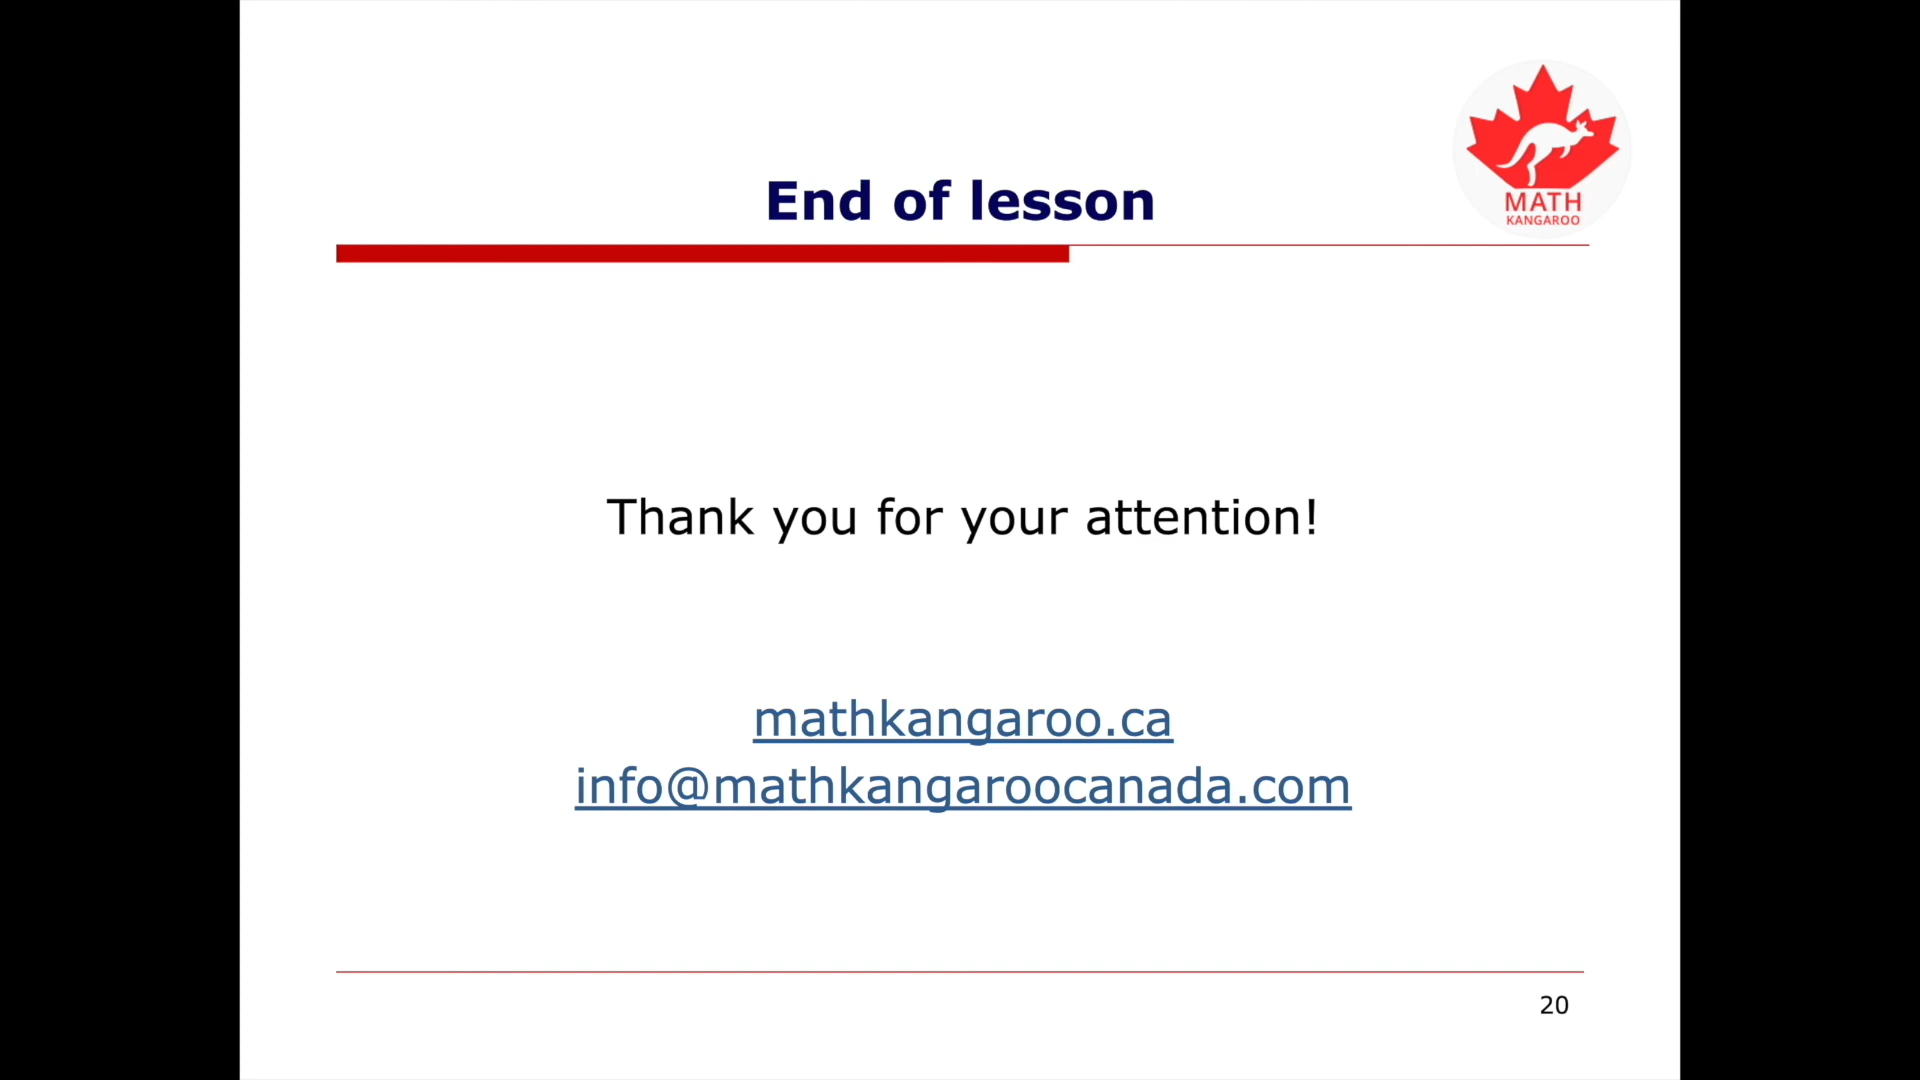 MATH
KANGAROO
End of lesson
Thank you for your attention!
mathkangaroo.ca
info@mathkangaroocanada.com
20